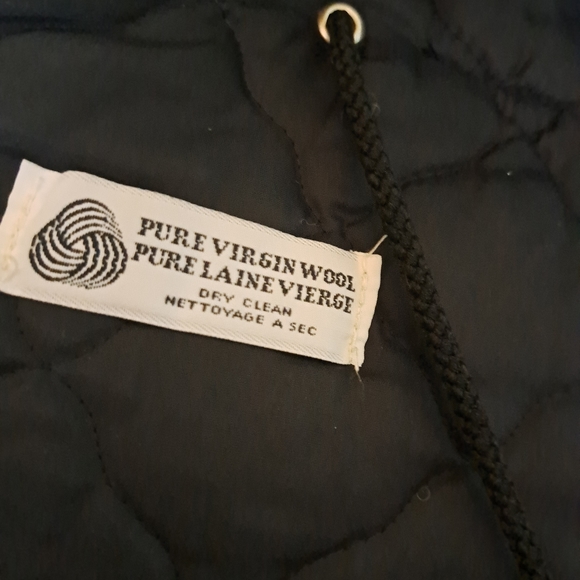 PURE VIRGIN WOOL
PURE LAINE VIERGE
DRY CLEAN
NETTOYAGE A SEC